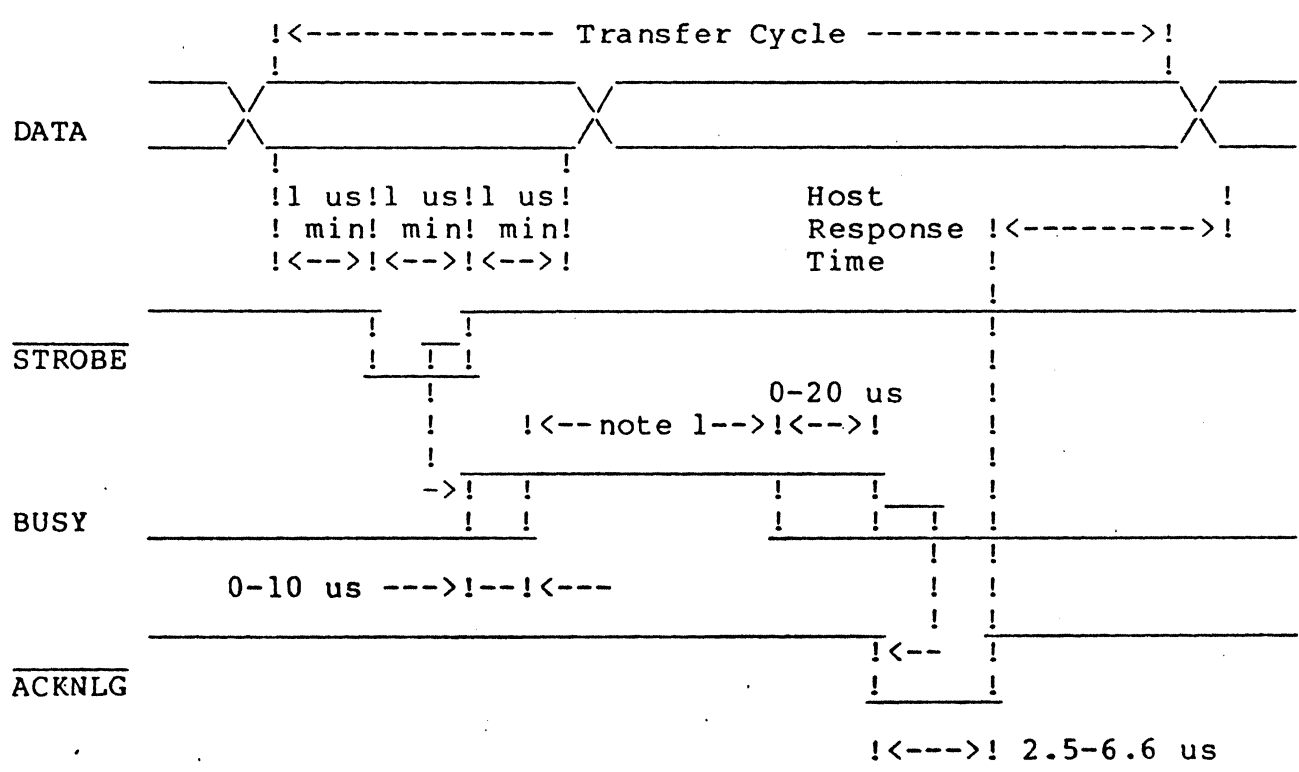 !<------------- Transfer Cycle -------------->!
DATA
!1 us!1 us!1 us!
! min! min! min!
!<-->!<-->!<-->!
Host
Response !<--------->!
Time
STROBE
0-20 us
!<--note 1-->!<-->!
->!
BUSY
0-10 us --->!--!<---
!<--
ACKNLG
!<--->! 2.5-6.6 us